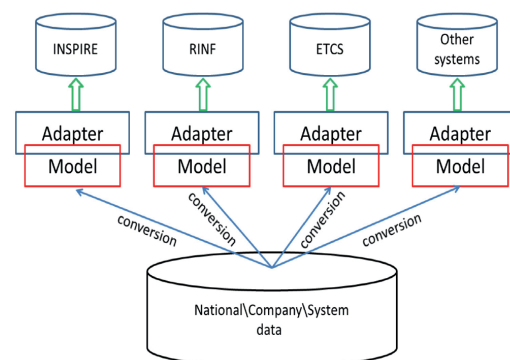 INSPIRE
RINF
ETCS
Other
systems
Adapter
Adapter
Adapter
Adapter
Model
Model
Model
Model
conversion
conversion
conversion
conversion
National\Company\System
data